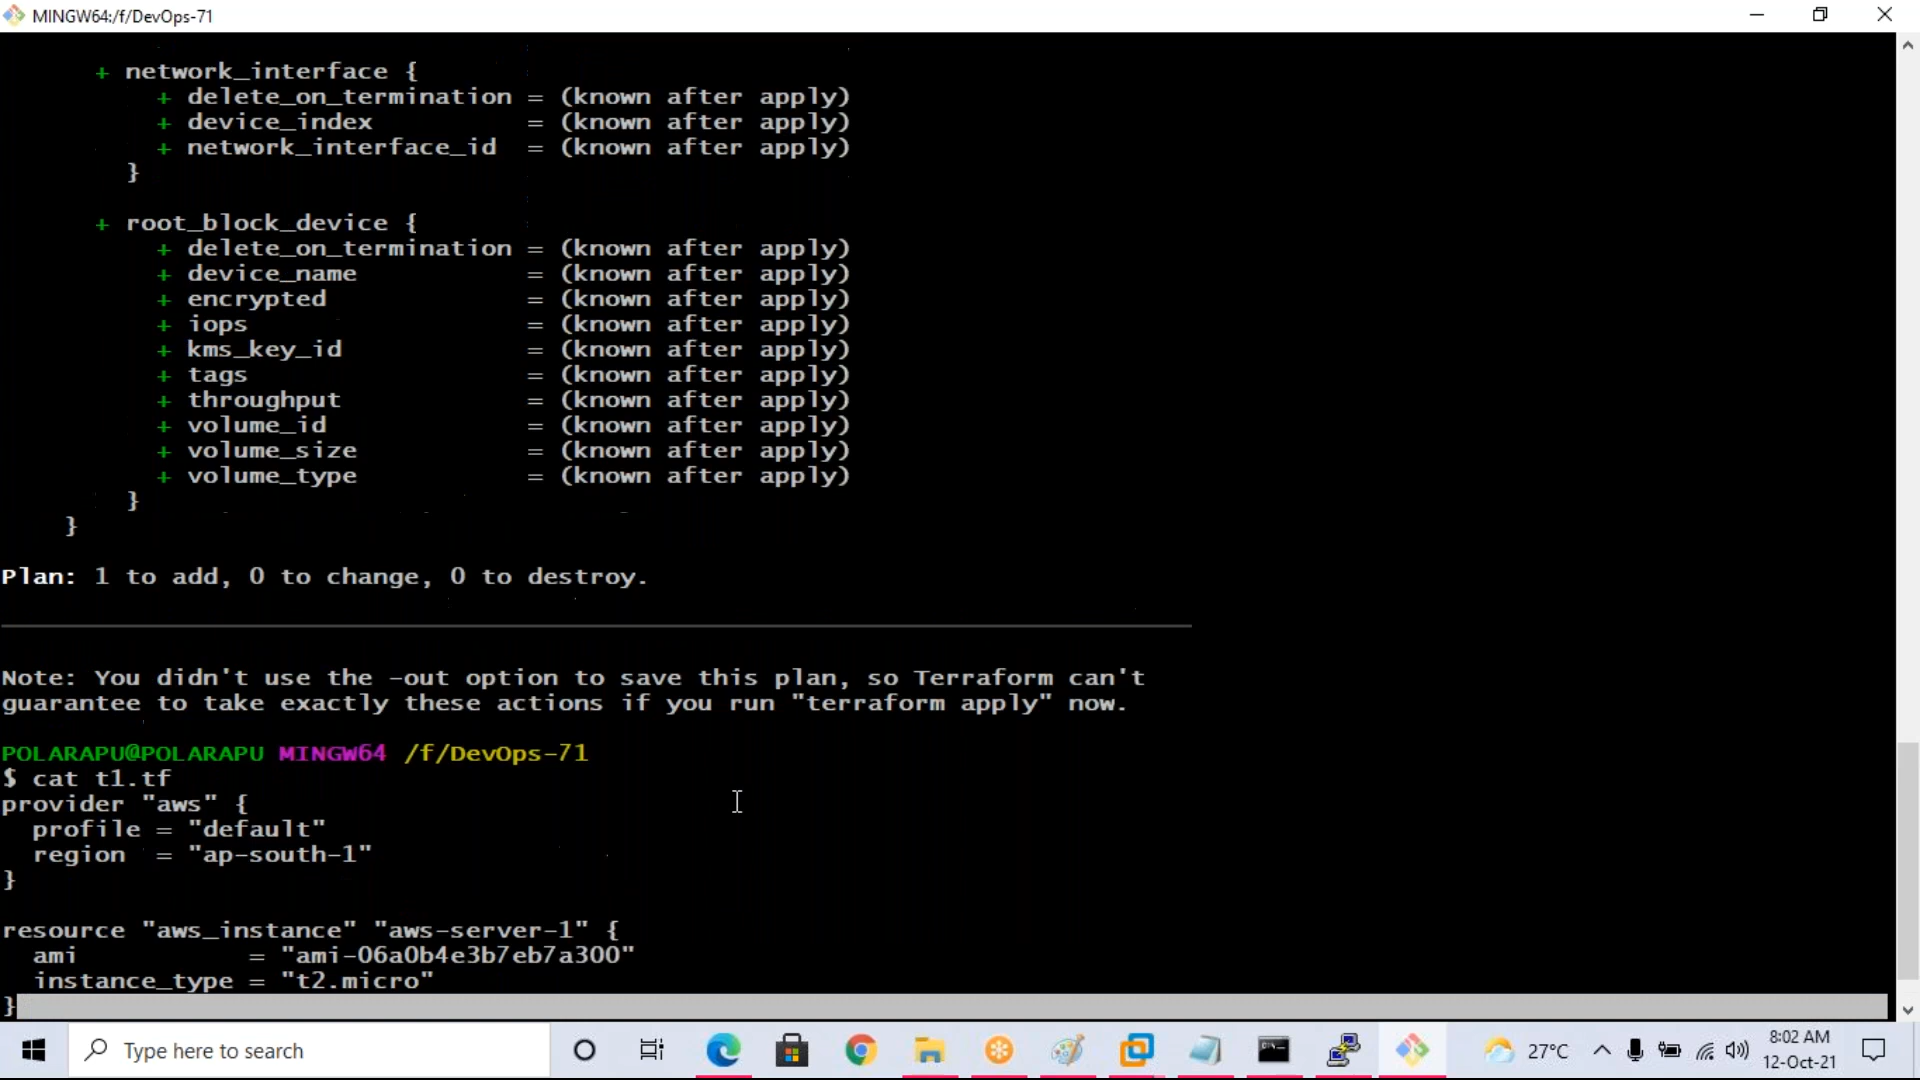 MINGW64:/f/DevOps-71
+ network_interface {
+ delete_on_termination = (known after apply)
+ device_index = (known after apply)
+ network_interface_id = (known after apply)
}
+ root_block_device {
+ delete_on_termination = (known after apply)
+ device_name = (known after apply)
+ encrypted = (known after apply)
+ iops = (known after apply)
+ kms_key_id = (known after apply)
+ tags = (known after apply)
+ throughput = (known after apply)
+ volume_id = (known after apply)
+ volume_size = (known after apply)
+ volume_type = (known after apply)
}
}
Plan: 1 to add, 0 to change, 0 to destroy.
Note: You didn't use the -out option to save this plan, so Terraform can't
guarantee to take exactly these actions if you run "terraform apply" now.
POLARAPU@POLARAPU MINGW64 /f/DevOps-71
$ cat t1.tf
provider "aws" {
profile = "default"
region = "ap-south-1"
}
resource "aws_instance" "aws-server-1" {
ami = "ami-06a0b4e3b7eb7a300"
instance_type = "t2.micro"
}
Type here to search
27°C
8:02 AM
12-Oct-21